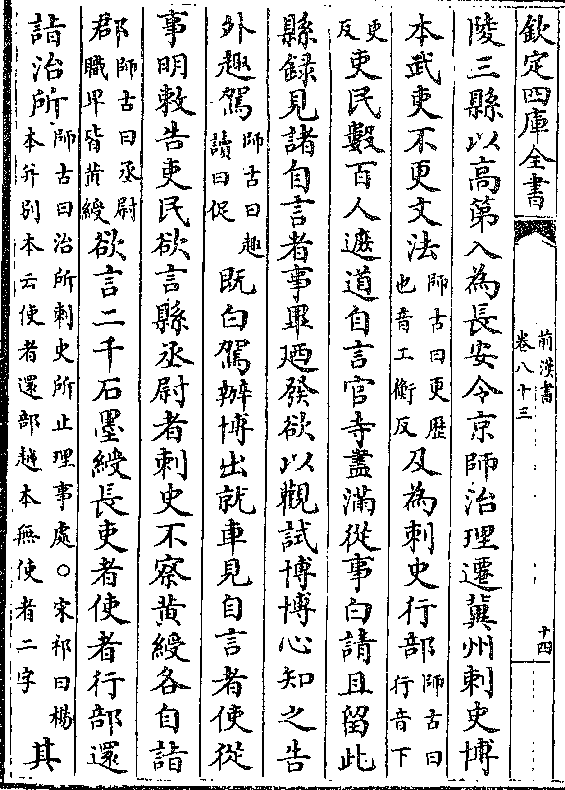 欽定四庫全書
前漢書
卷八十三
十四
陵三縣以高第入為長安令京師治理遷冀州刺史博
本武吏不更文法師古曰更歷也音工衡反及為刺史行部師古曰行音下
更反吏民數百人遮道自言官寺盡滿從事白請且留此
縣録見諸自言者事畢廼發欲以觀試博博心知之告
外趣駕師古曰趣讀曰促既白駕辦博出就車見自言者使從
事明敕告吏民欲言縣丞尉者刺史不察黄綬各自詣
郡師古曰丞尉職卑皆黄綬欲言二千石墨綬長吏者使者行部還
詣治所師古曰治所刺史所止理事處○宋祁曰楊本并别本云使者還部越本無使者二字其